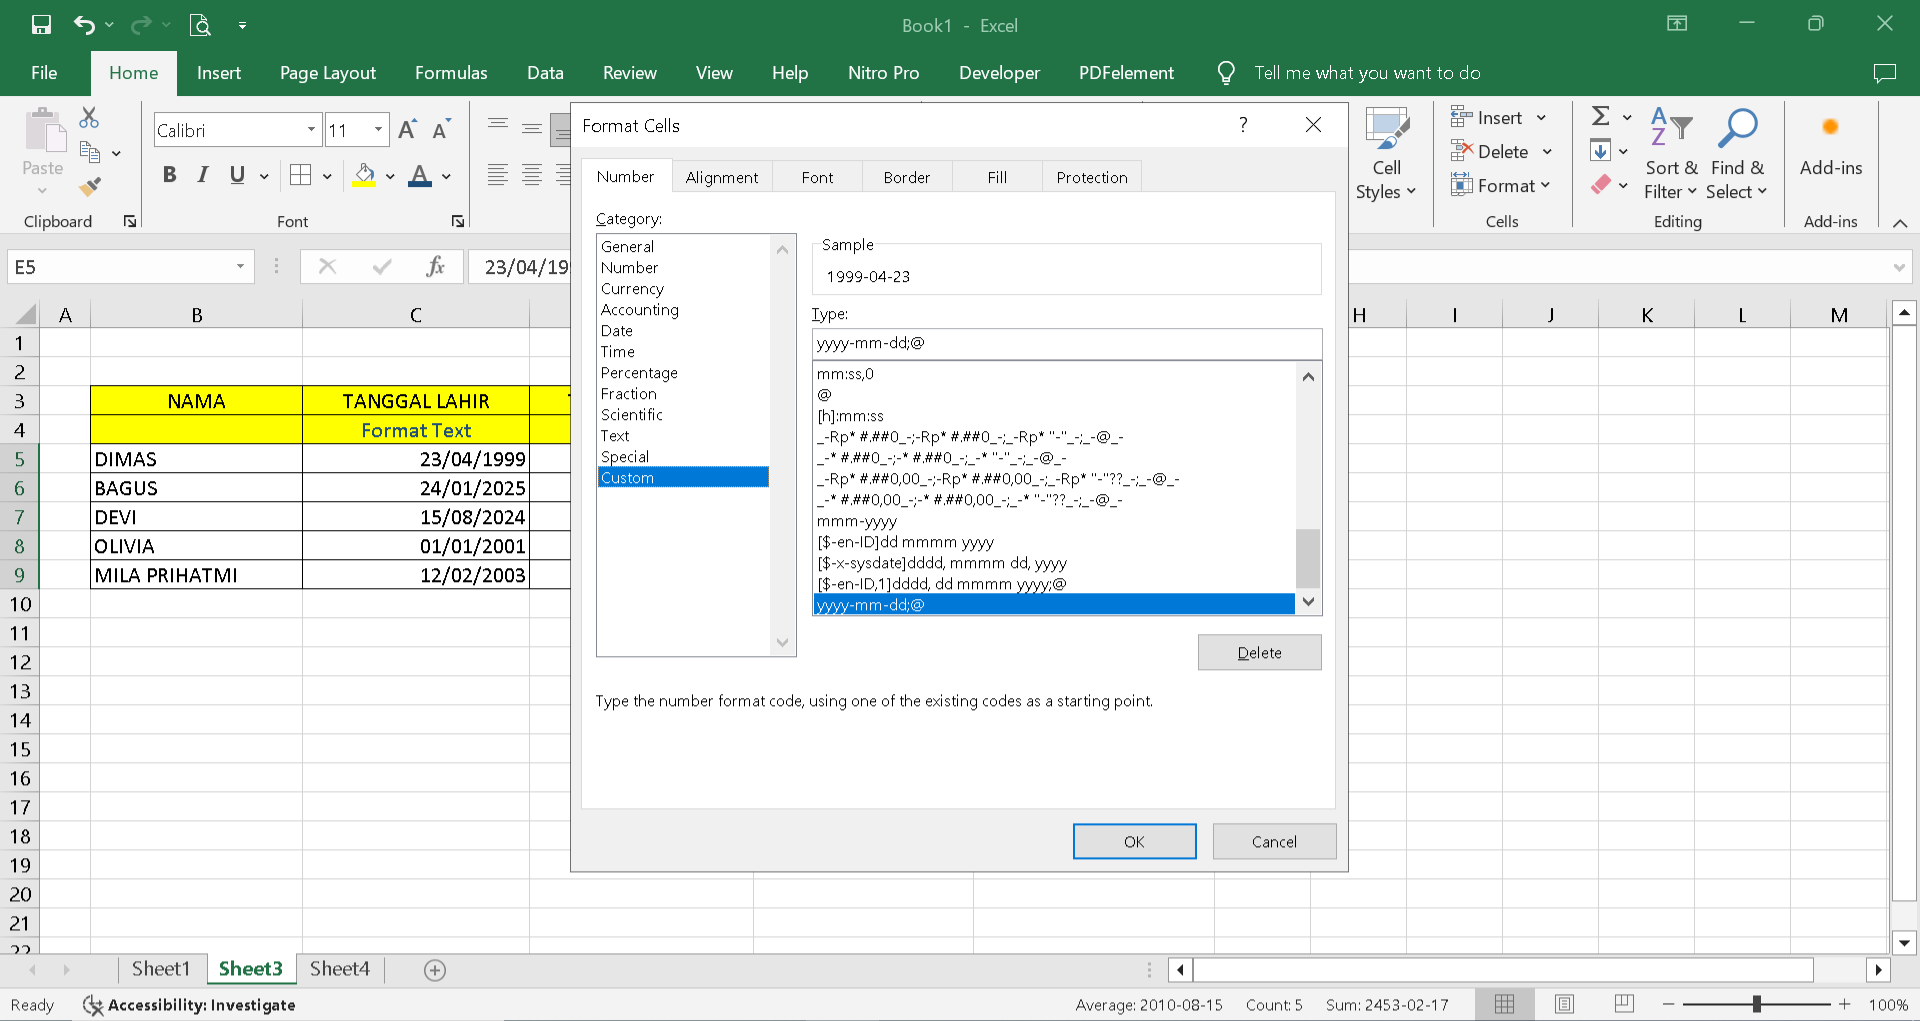 Book1 - Excel
File Home Insert Page Layout Formulas Data Review View Help Nitro Pro Developer PDFelement Tell me what you want to do
Paste
Clipboard
Calibri 11
B I U A
Font
Cell Styles
Insert
Delete
Format
Cells
Sort & Filter
Find & Select
Editing
Add-ins
Add-ins
E5 fx 23/04/19
Format Cells ?
Number Alignment Font Border Fill Protection
Category:
General
Number
Currency
Accounting
Date
Time
Percentage
Fraction
Scientific
Text
Special
Custom
Sample
1999-04-23
Type:
yyyy-mm-dd;@
mm:ss,0
@
[h]:mm:ss
_-Rp* #.##0_-;-Rp* #.##0_-;_-Rp* "-"_-;_-@_-
_-* #.##0_-;-* #.##0_-;_-* "-"_-;_-@_-
_-Rp* #.##0,00_-;-Rp* #.##0,00_-;_-Rp* "-"??_-;_-@_-
_-* #.##0,00_-;-* #.##0,00_-;_-* "-"??_-;_-@_-
mmm-yyyy
[$-en-ID]dd mmmm yyyy
[$-x-sysdate]dddd, mmmm dd, yyyy
[$-en-ID,1]dddd, dd mmmm yyyy;@
yyyy-mm-dd;@
Delete
Type the number format code, using one of the existing codes as a starting point.
OK Cancel
A B C H I J K L M
1
2
3 NAMA TANGGAL LAHIR
4 Format Text
5 DIMAS 23/04/1999
6 BAGUS 24/01/2025
7 DEVI 15/08/2024
8 OLIVIA 01/01/2001
9 MILA PRIHATMI 12/02/2003
10
11
12
13
14
15
16
17
18
19
20
21
22
Sheet1 Sheet3 Sheet4
Ready Accessibility: Investigate Average: 2010-08-15 Count: 5 Sum: 2453-02-17 100%